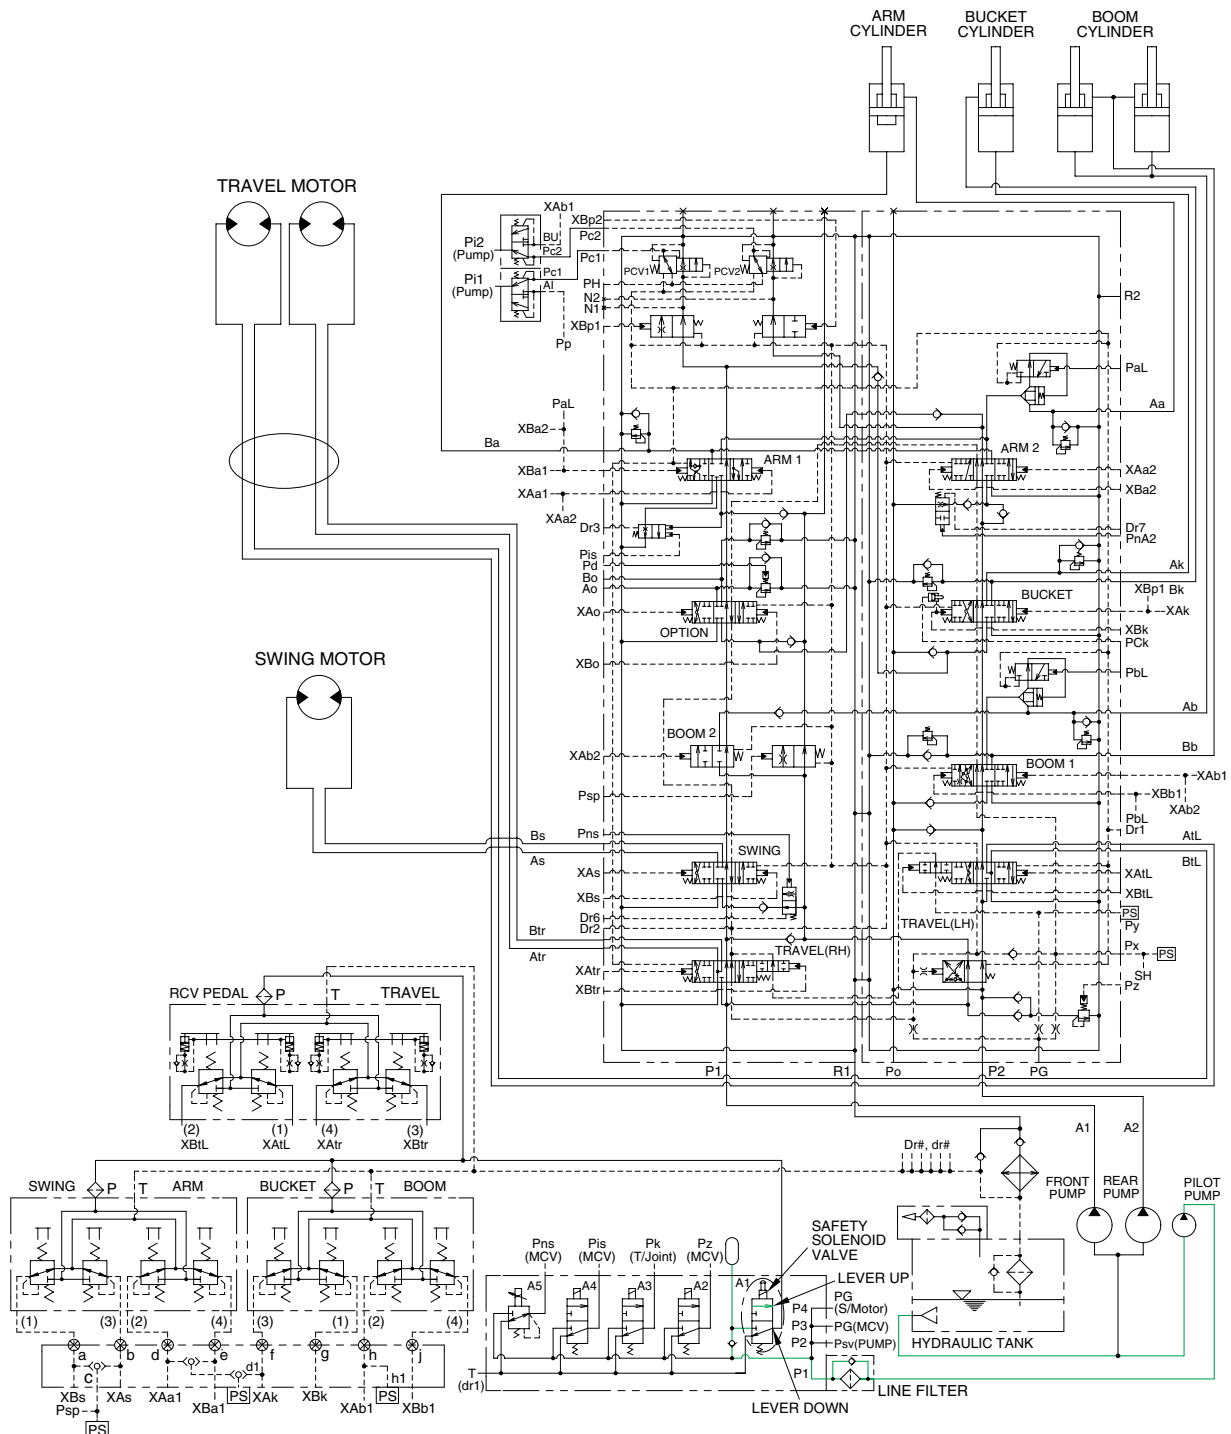 ARM
CYLINDER
BUCKET
CYLINDER
BOOM
CYLINDER
TRAVEL MOTOR
XAb1
BU
Pc2
Pi2
(Pump)
Pc1
AI
Pi1
(Pump)
Pp
XBp2
Pc2
Pc1
PCV1
PCV2
PH
N2
N1
XBp1
R2
PaL
Aa
PaL
XBa2
Ba
XBa1
XAa1
XAa2
ARM 1
ARM 2
XAa2
XBa2
Dr3
Dr7
PnA2
Pis
Pd
Bo
Ao
Ak
XBp1
Bk
XAo
OPTION
BUCKET
XAk
XBk
PCk
XBo
PbL
SWING MOTOR
Ab
BOOM 2
Bb
XAb2
BOOM 1
XAb1
XBb1
XAb2
Psp
PbL
Dr1
Bs
As
Pns
AtL
BtL
SWING
XAs
XBs
Dr6
Dr2
XAtL
XBtL
TRAVEL(LH)
PS
Py
Btr
Atr
TRAVEL(RH)
Px
PS
XAtr
XBtr
SH
Pz
RCV PEDAL
P
T
TRAVEL
P1
R1
Po
P2
PG
(2)
XBtL
(1)
XAtL
(4)
XAtr
(3)
XBtr
A1
A2
Dr#, dr#
FRONT
PUMP
REAR
PUMP
PILOT
PUMP
SWING
P
T
ARM
BUCKET
P
T
BOOM
SAFETY
SOLENOID
VALVE
Pns
(MCV)
Pis
(MCV)
Pk
(T/Joint)
Pz
(MCV)
A5
A4
A3
A2
A1
LEVER UP
PG
(S/Motor)
P4
P3
PG(MCV)
P2
Psv(PUMP)
HYDRAULIC TANK
(1)
(3)
(2)
(4)
(3)
(1)
(2)
(4)
a
b
d
e
f
g
h
j
c
d1
h1
T
(dr1)
P1
LINE FILTER
LEVER DOWN
XBs
XAs
XAa1
XBa1
PS
XAk
XBk
XAb1
PS
XBb1
Psp
PS